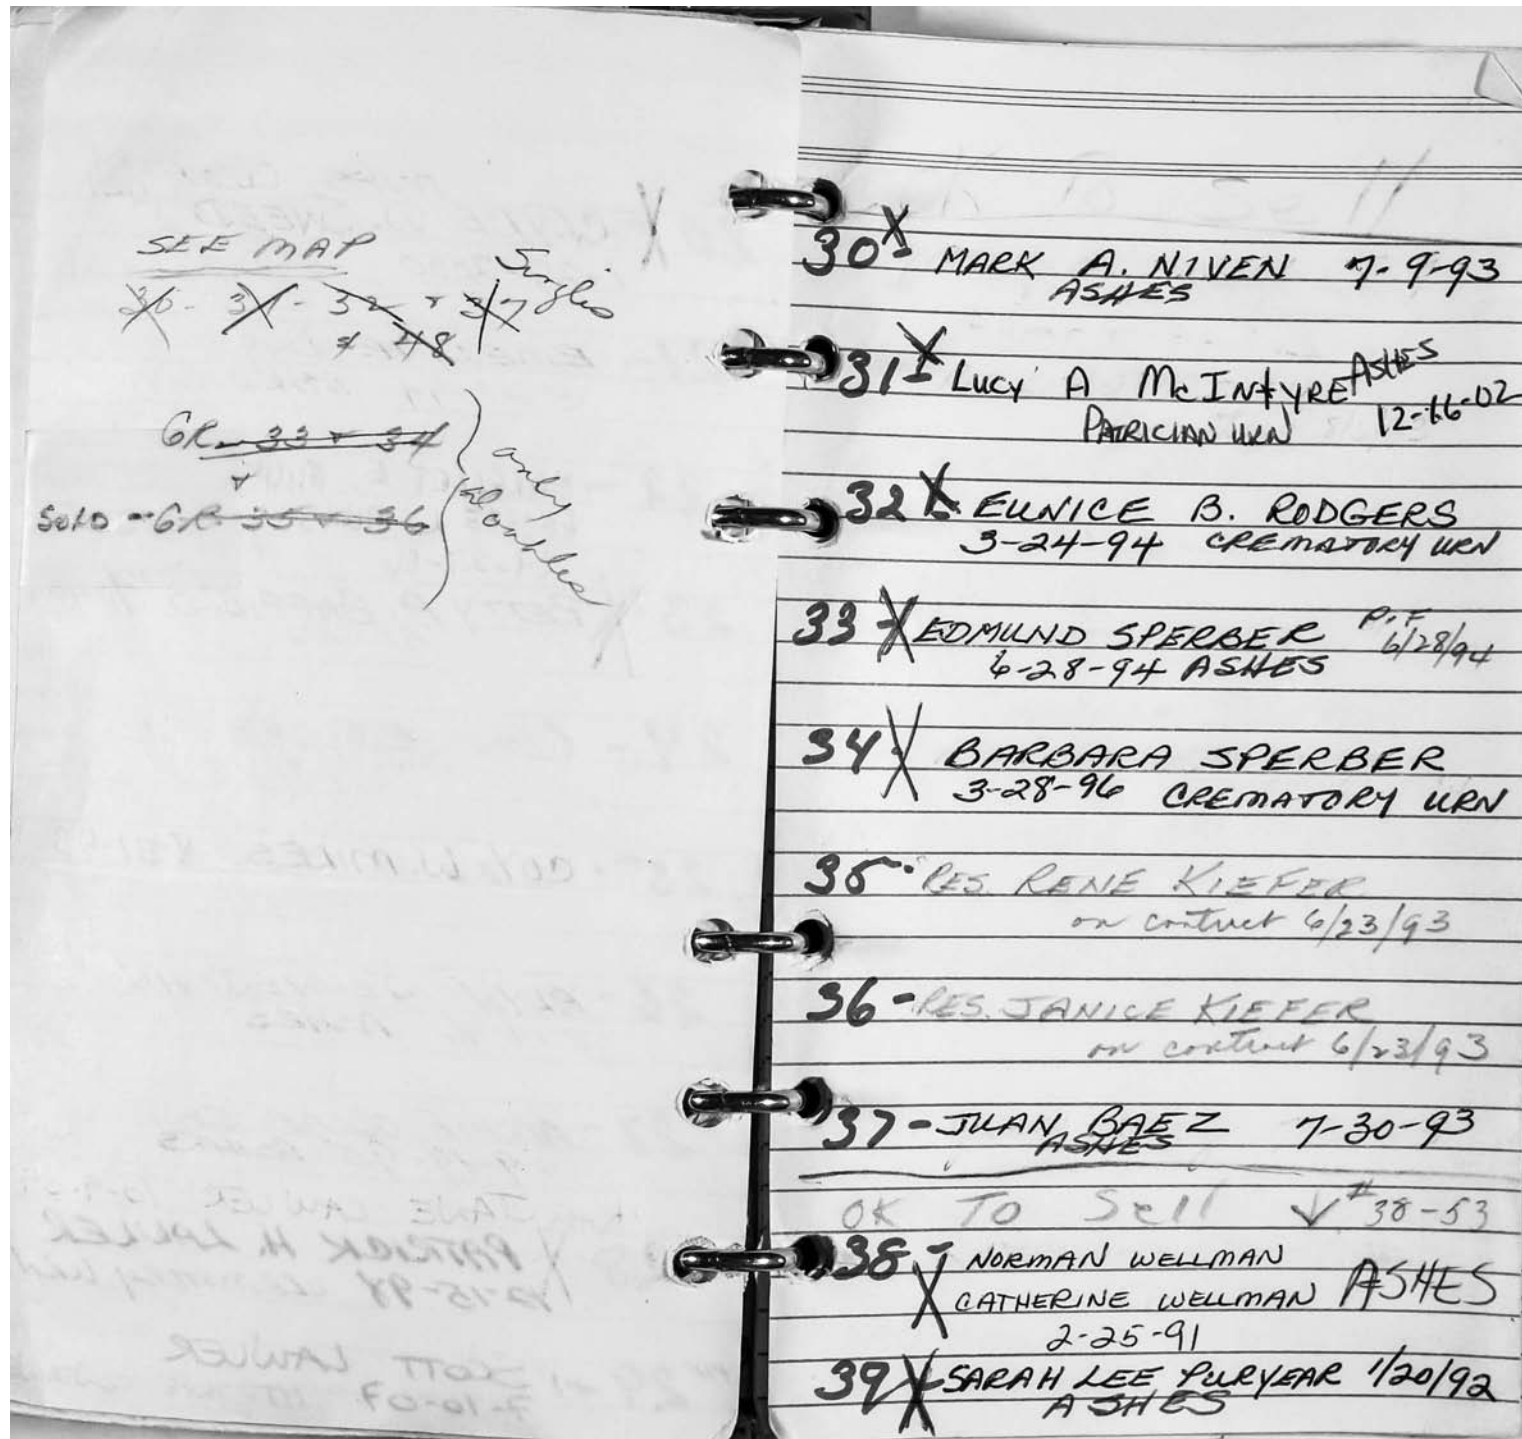 SEE MAP
Singles
30 - 31 - 32 + 37
+ 48
GR - 33 + 34
+
SOLD - GR 35 + 36
only doubles
30 X - MARK A. NIVEN 7-9-93
ASHES
31 X - LUCY A McINTYRE ASHES
PATRICIAN URN 12-16-02
32 X - EUNICE B. RODGERS
3-24-94 CREMATORY URN
33 - X EDMUND SPERBER P.F
6-28-94 ASHES 6/28/94
34 - X BARBARA SPERBER
3-28-96 CREMATORY URN
35 - RES. RENE KIEFER
on contract 6/23/93
36 - RES. JANICE KIEFER
on contract 6/23/93
37 - JUAN BAEZ 7-30-93
ASHES
OK TO Sell ↓ # 38-53
38 - NORMAN WELLMAN
X CATHERINE WELLMAN ASHES
2-25-91
39 X - SARAH LEE PURYEAR 1/20/92
ASHES